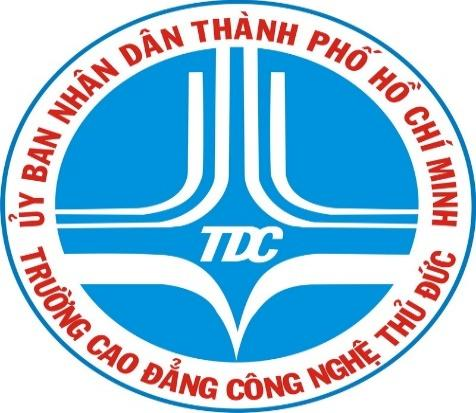 ỦY BAN NHÂN DÂN THÀNH PHỐ HỒ CHÍ MINH
TDC
TRƯỜNG CAO ĐẲNG CÔNG NGHỆ THỦ ĐỨC